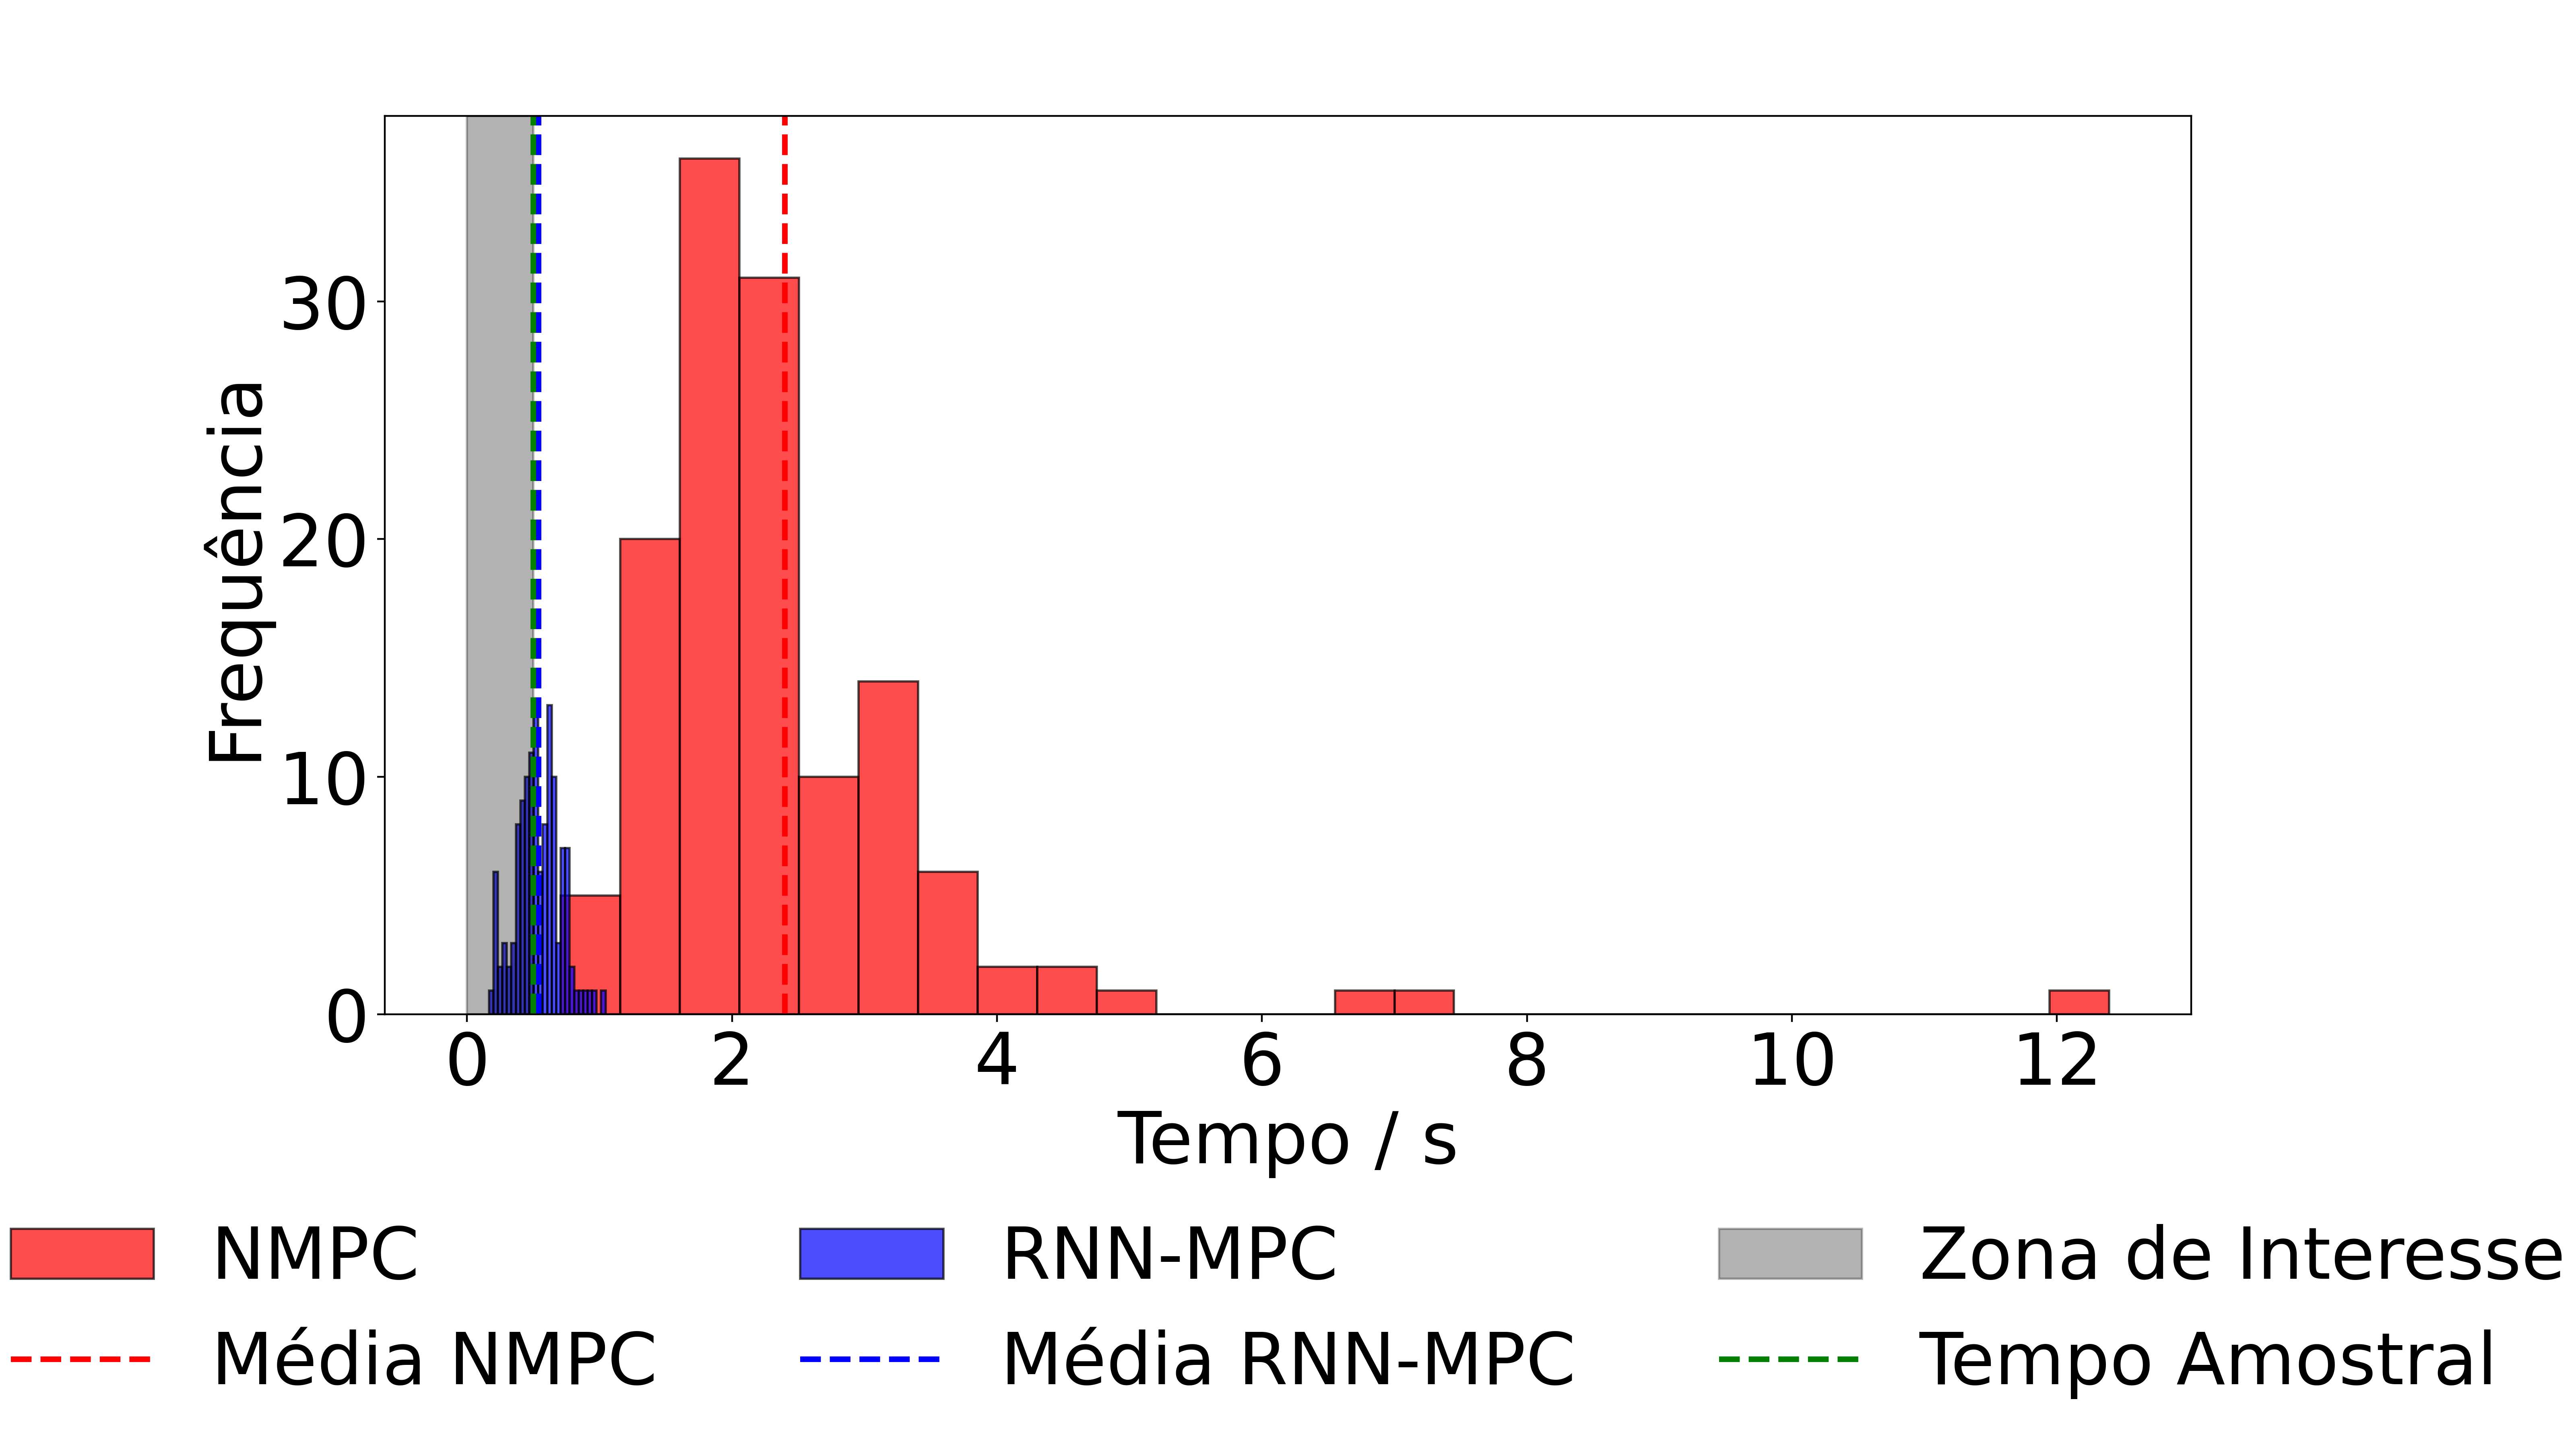 Frequência
30
20
10
0
0 2 4 6 8 10 12
Tempo / s
NMPC RNN-MPC Zona de Interesse
Média NMPC Média RNN-MPC Tempo Amostral